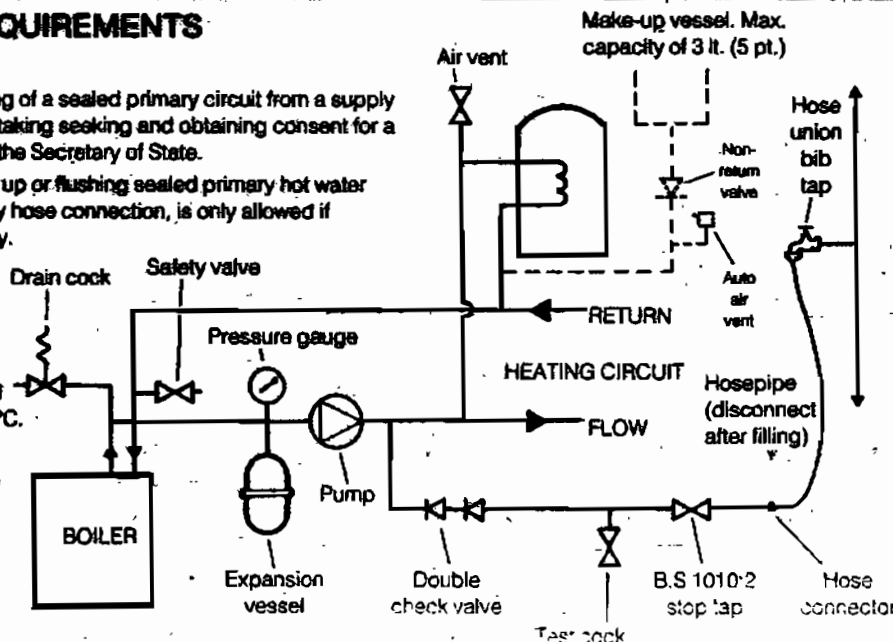 QUIREMENTS
g of a sealed primary circuit from a supply
taking seeking and obtaining consent for a
the Secretary of State.
up or flushing sealed primary hot water
y hose connection, is only allowed if
y.
Make-up vessel. Max.
capacity of 3 lt. (5 pt.)
Air vent
Hose
union
bib
tap
Non-
return
valve
Auto
air
vent
Drain cock
Safety valve
Pressure gauge
RETURN
HEATING CIRCUIT
FLOW
Hosepipe
(disconnect
after filling)
°C.
Pump
BOILER
Expansion
vessel
Double
check valve
Test cock
B.S 1010·2
stop tap
Hose
connector